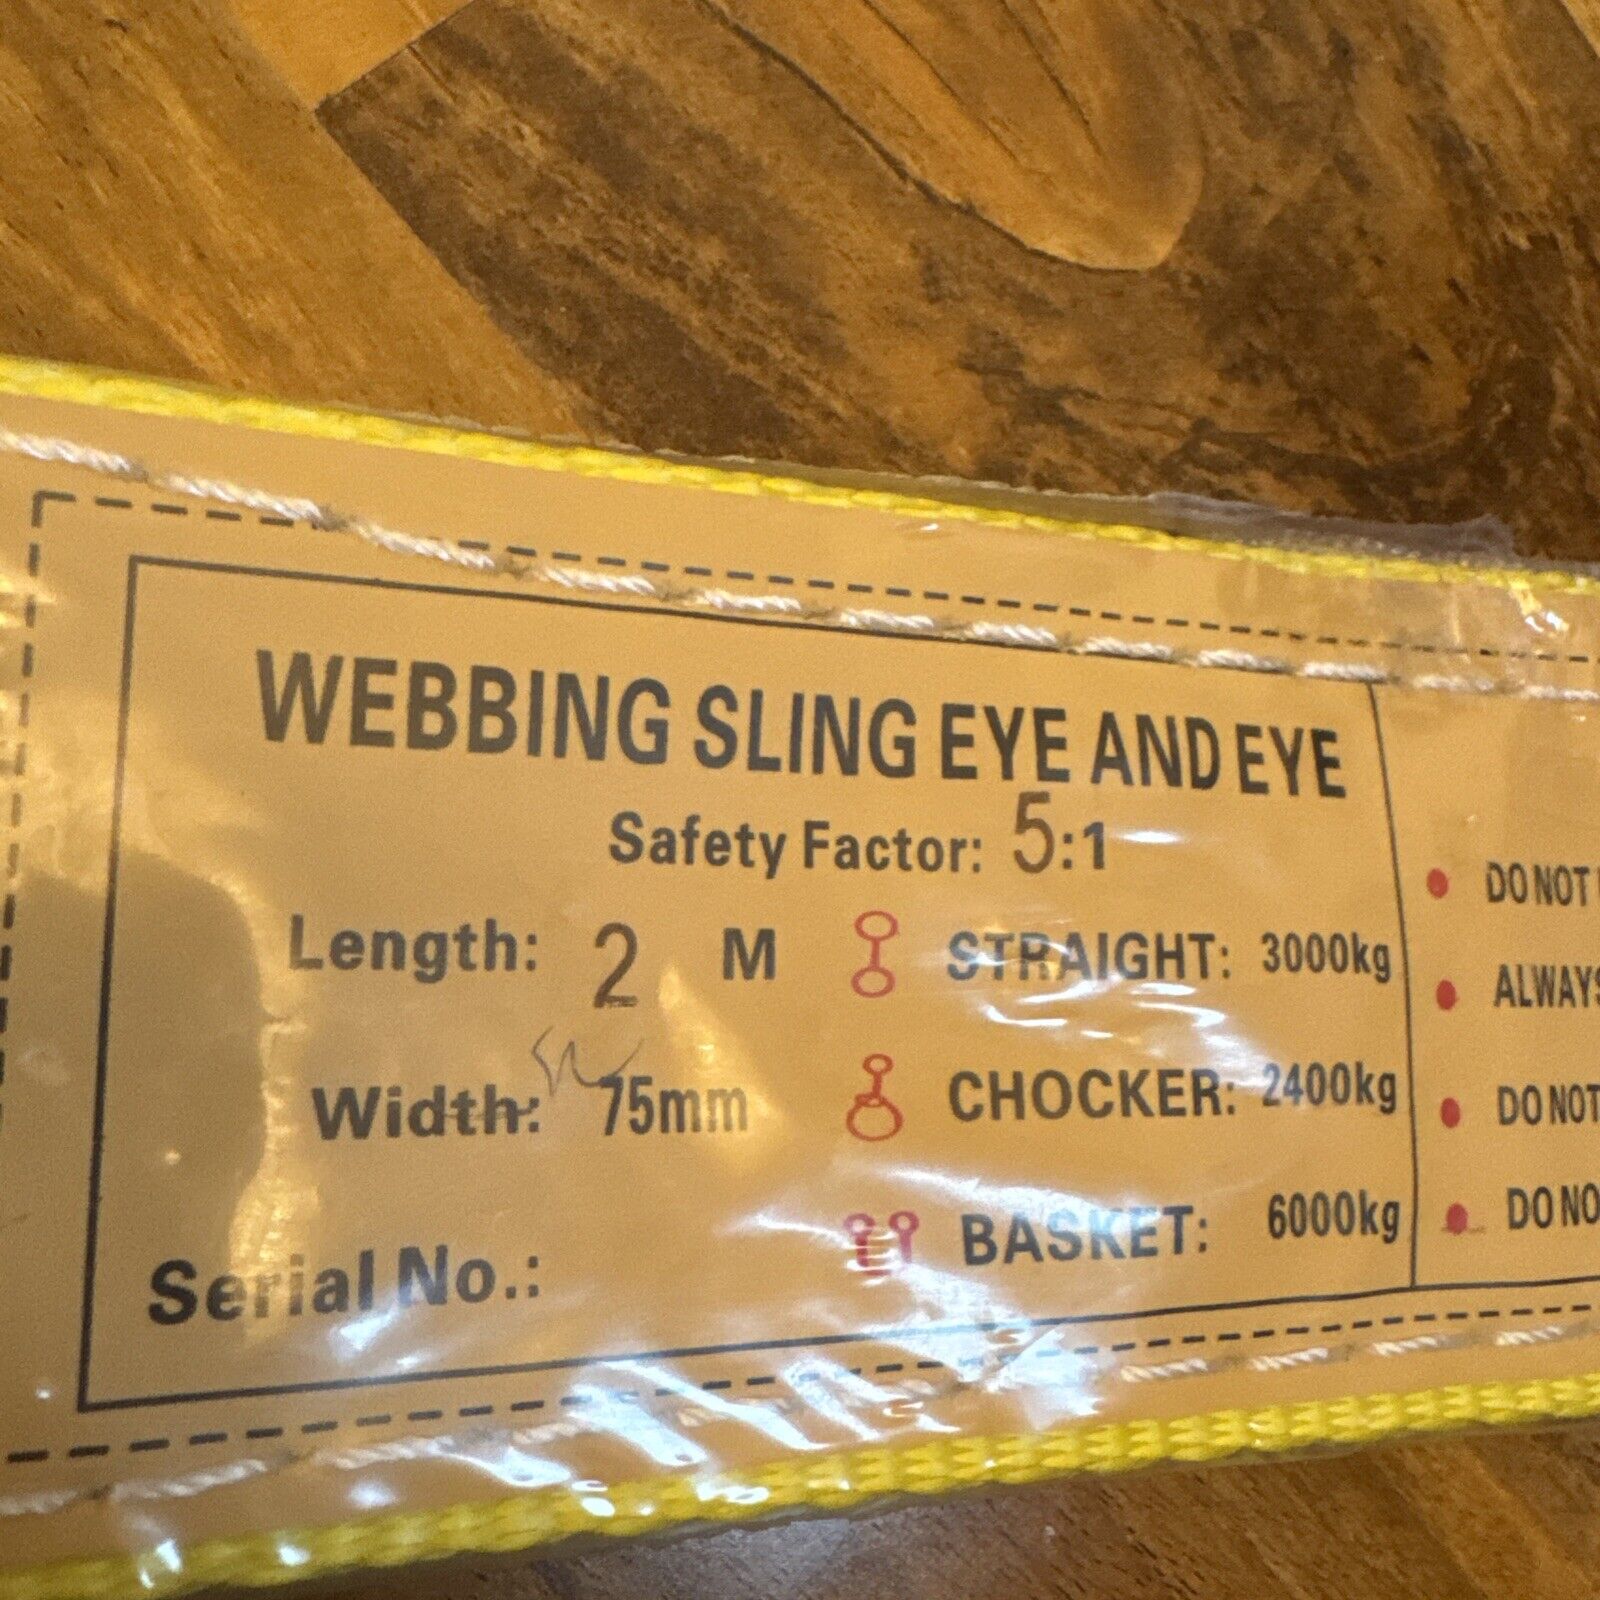 WEBBING SLING EYE AND EYE
Safety Factor: 5:1
Length: 2 M
Width: 75mm
Serial No.:
STRAIGHT: 3000kg
CHOCKER: 2400kg
BASKET: 6000kg
DO NOT
ALWAYS
DO NOT
DO NO